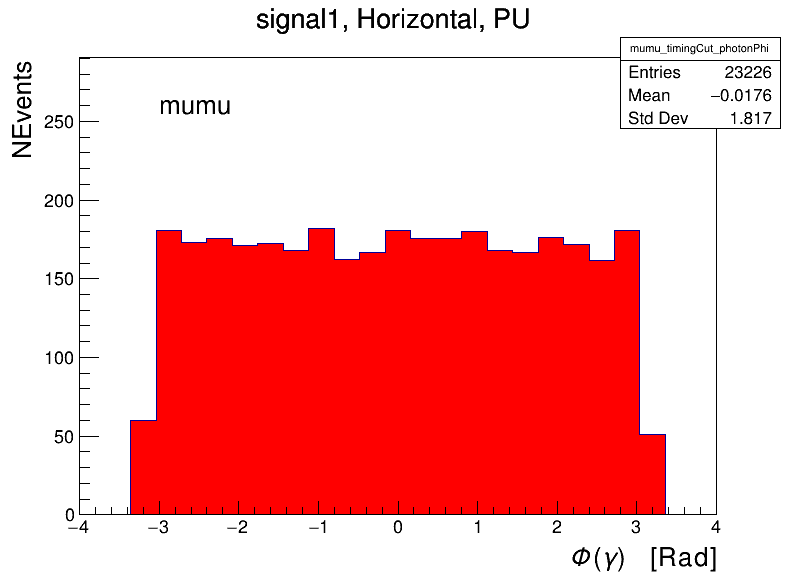 signal1, Horizontal, PU
mumu_timingCut_photonPhi
Entries 23226
Mean −0.0176
Std Dev 1.817
NEvents
mumu
250
200
150
100
50
0
−4 −3 −2 −1 0 1 2 3 4
Φ(γ) [Rad]